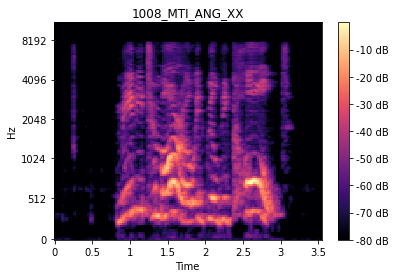 1008_MTI_ANG_XX
8192
4096
2048
1024
512
0
Hz
0 0.5 1 1.5 2 2.5 3 3.5
Time
-10 dB
-20 dB
-30 dB
-40 dB
-50 dB
-60 dB
-70 dB
-80 dB